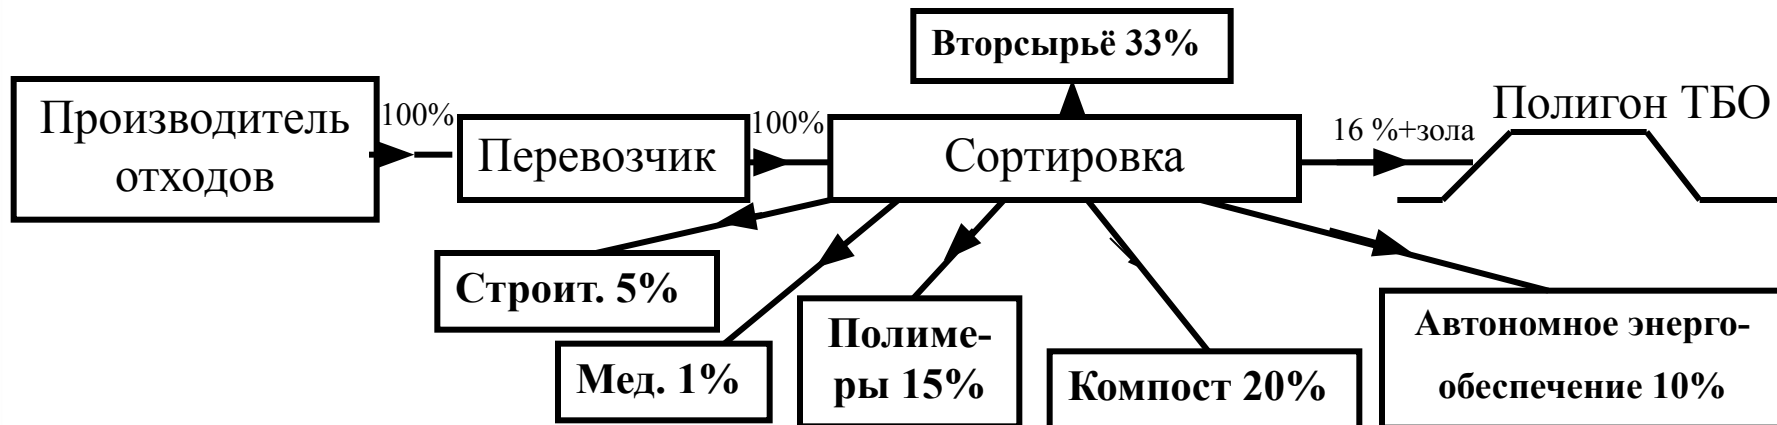 Вторсырьё 33%
Производитель
отходов
100%
Перевозчик
100%
Сортировка
16 %+зола
Полигон ТБО
Строит. 5%
Мед. 1%
Полиме-
ры 15%
Компост 20%
Автономное энерго-
обеспечение 10%